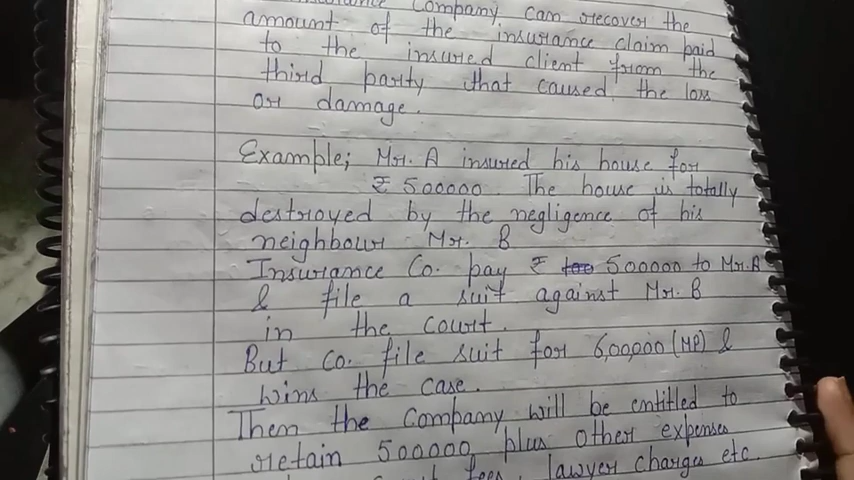 Company can recover the
amount of the insurance claim paid
to the insured client from the
third party that caused the loss
or damage.
Example; Mr. A insured his house for
₹ 500000. The house is totally
destroyed by the negligence of his
neighbour Mr. B
Insurance Co. pay ₹ 500000 to Mr. A
& file a suit against Mr. B
in the court.
But Co. file suit for 6,00,000 (MP) &
wins the case.
Then the Company will be entitled to
retain 500000 plus other expenses
fees, lawyer charges etc.